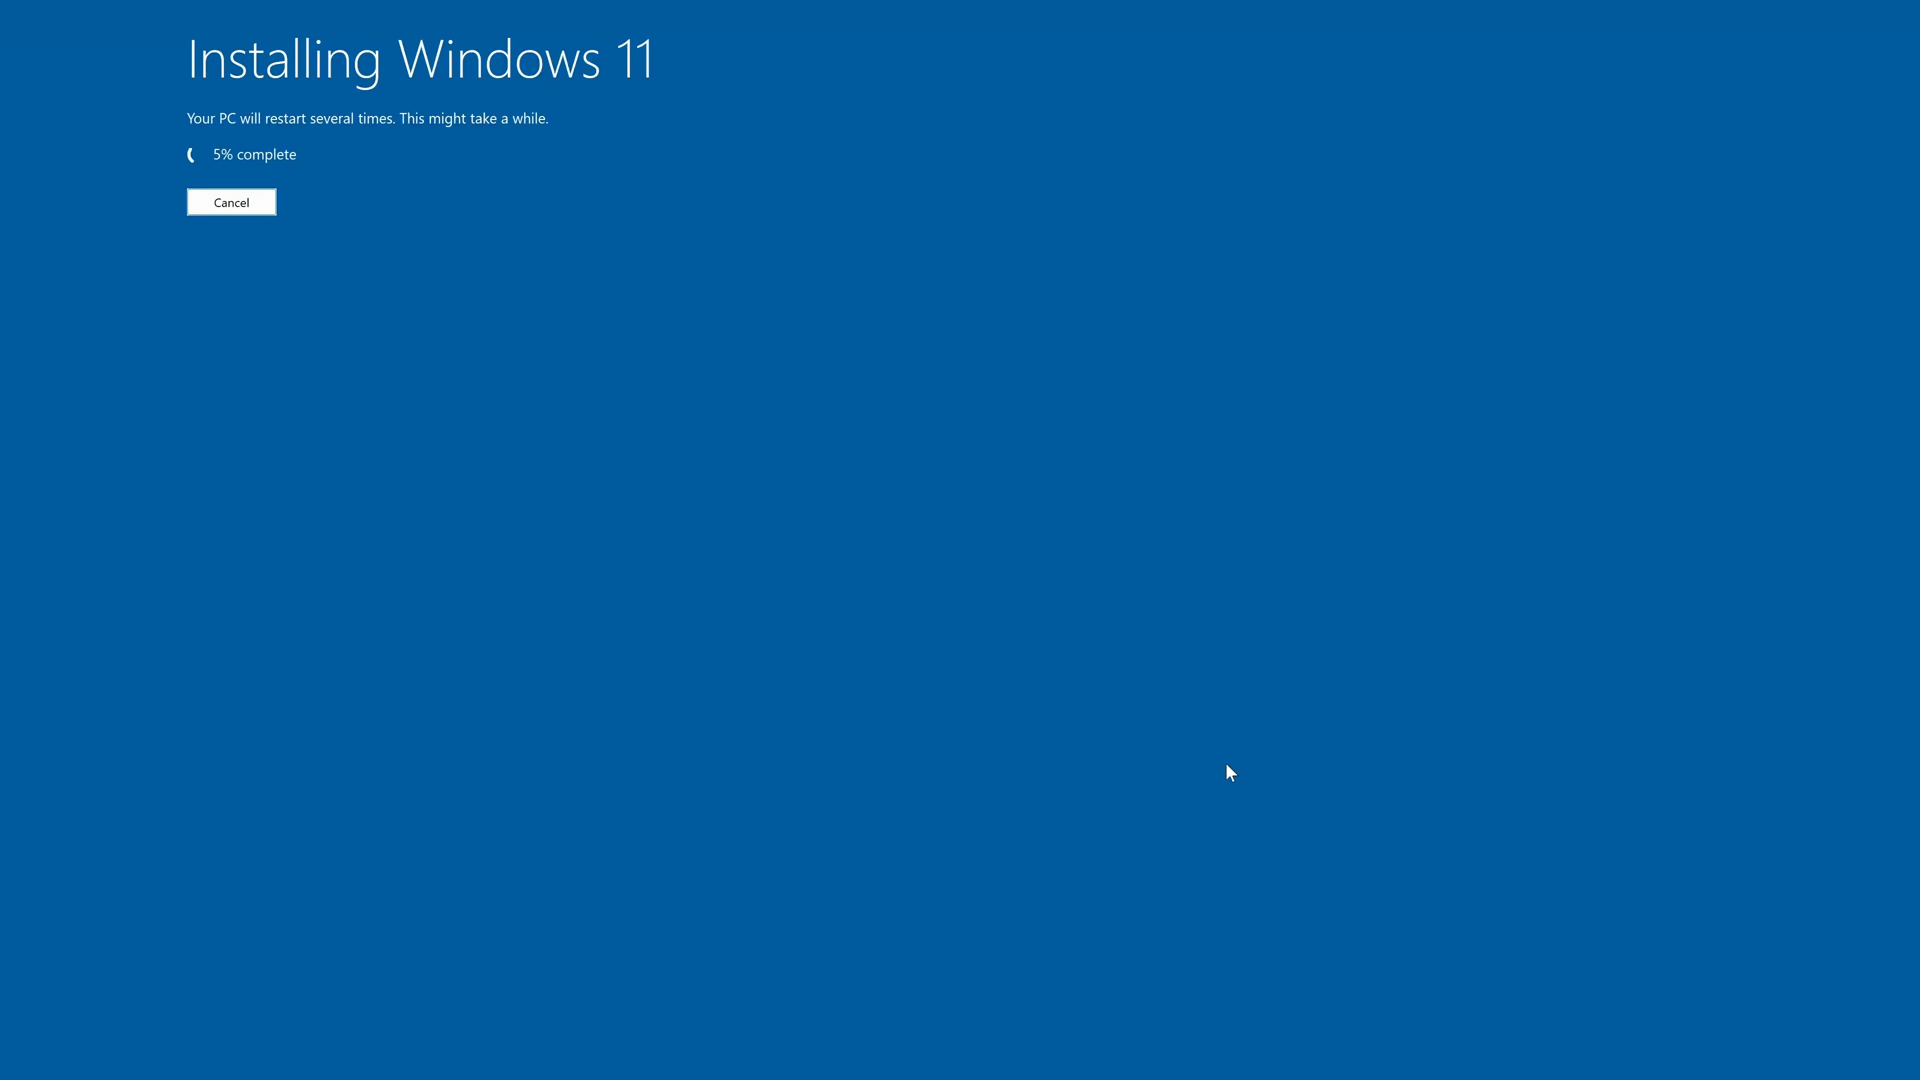 Installing Windows 11
Your PC will restart several times. This might take a while.
5% complete
Cancel